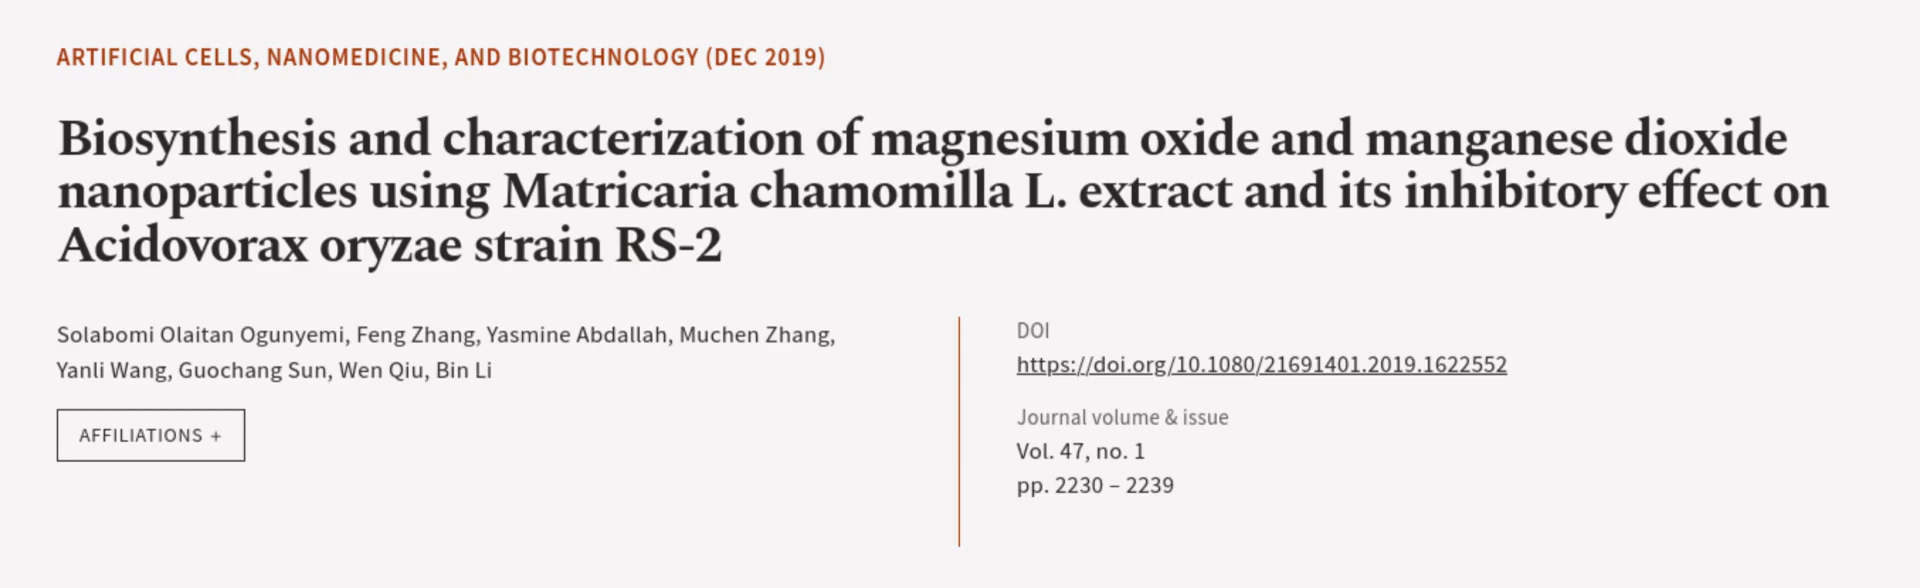 ARTIFICIAL CELLS, NANOMEDICINE, AND BIOTECHNOLOGY (DEC 2019)
Biosynthesis and characterization of magnesium oxide and manganese dioxide
nanoparticles using Matricaria chamomilla L. extract and its inhibitory effect on
Acidovorax oryzae strain RS-2
Solabomi Olaitan Ogunyemi, Feng Zhang, Yasmine Abdallah, Muchen Zhang,
Yanli Wang, Guochang Sun, Wen Qiu, Bin Li
AFFILIATIONS +
DOI
https://doi.org/10.1080/21691401.2019.1622552
Journal volume & issue
Vol. 47, no. 1
pp. 2230 – 2239